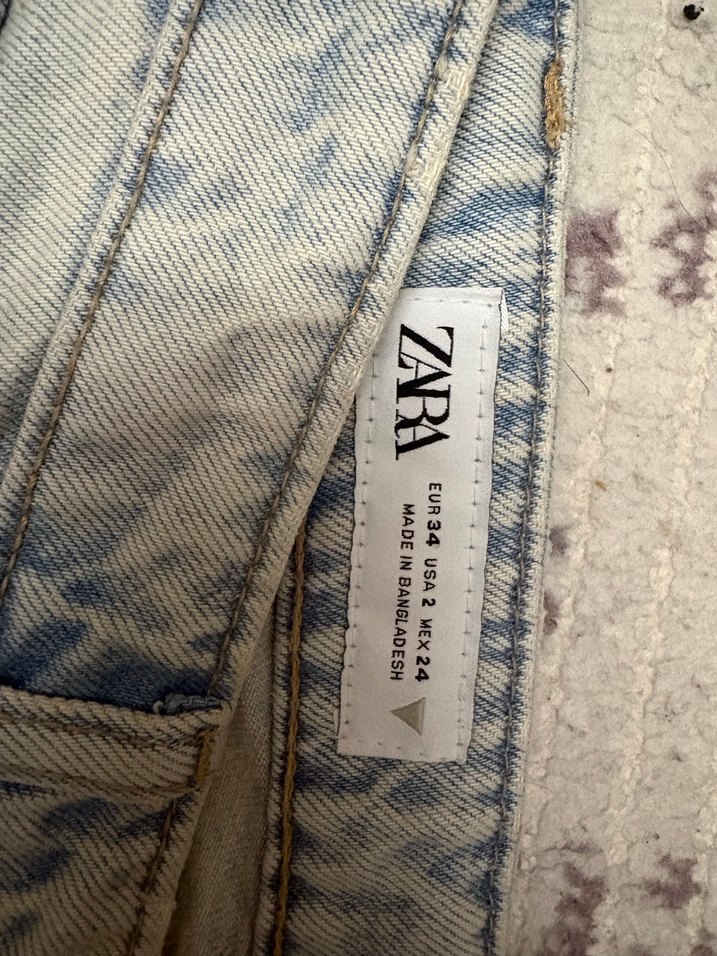 ZARA
EUR 34 USA 2 MEX 24
MADE IN BANGLADESH